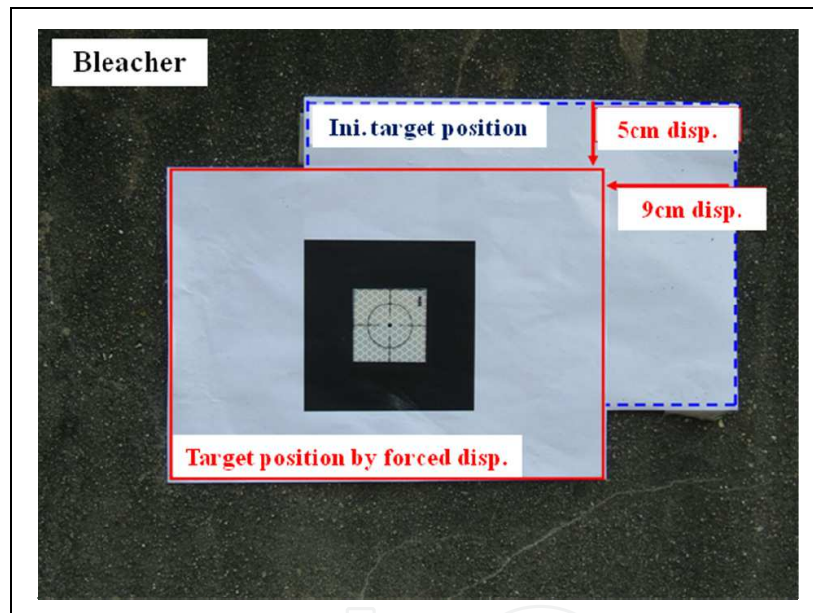 Bleacher
Ini. target position
5cm disp.
9cm disp.
Target position by forced disp.